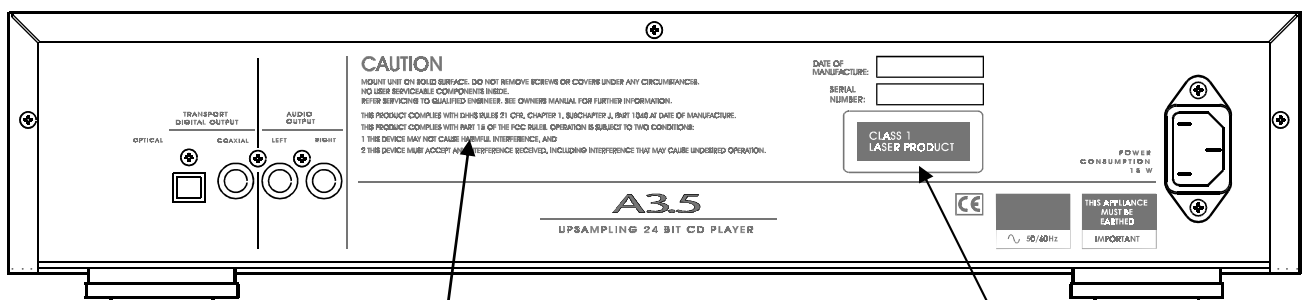 CAUTION
MOUNT UNIT ON SOLID SURFACE. DO NOT REMOVE SCREWS OR COVERS UNDER ANY CIRCUMSTANCES.
NO USER SERVICEABLE COMPONENTS INSIDE.
REFER SERVICING TO QUALIFIED ENGINEER. SEE OWNERS MANUAL FOR FURTHER INFORMATION.
THIS PRODUCT COMPLIES WITH DHHS RULES 21 CFR, CHAPTER 1, SUBCHAPTER J, PART 1040 AT DATE OF MANUFACTURE.
THIS PRODUCT COMPLIES WITH PART 15 OF THE FCC RULES. OPERATION IS SUBJECT TO TWO CONDITIONS:
1 THIS DEVICE MAY NOT CAUSE HARMFUL INTERFERENCE, AND
2 THIS DEVICE MUST ACCEPT ANY INTERFERENCE RECEIVED, INCLUDING INTERFERENCE THAT MAY CAUSE UNDESIRED OPERATION.
DATE OF
MANUFACTURE:
SERIAL
NUMBER:
TRANSPORT
DIGITAL OUTPUT
AUDIO
OUTPUT
OPTICAL
COAXIAL
LEFT
RIGHT
CLASS 1
LASER PRODUCT
POWER
CONSUMPTION
15 W
A3.5
UPSAMPLING 24 BIT CD PLAYER
CE
50/60Hz
THIS APPLIANCE
MUST BE
EARTHED
IMPORTANT